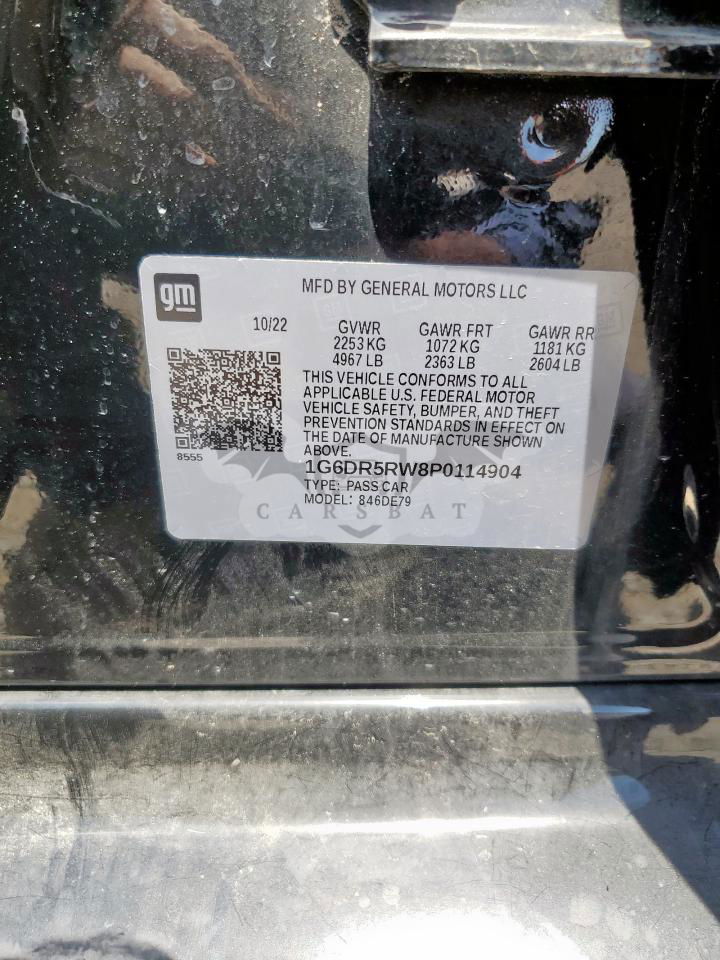 gm
MFD BY GENERAL MOTORS LLC
10/22 GVWR GAWR FRT GAWR RR
2253 KG 1072 KG 1181 KG
4967 LB 2363 LB 2604 LB
THIS VEHICLE CONFORMS TO ALL
APPLICABLE U.S. FEDERAL MOTOR
VEHICLE SAFETY, BUMPER, AND THEFT
PREVENTION STANDARDS IN EFFECT ON
THE DATE OF MANUFACTURE SHOWN
ABOVE.
8555
1G6DR5RW8P0114904
TYPE: PASS CAR
MODEL: 846DE79
CARSBAT